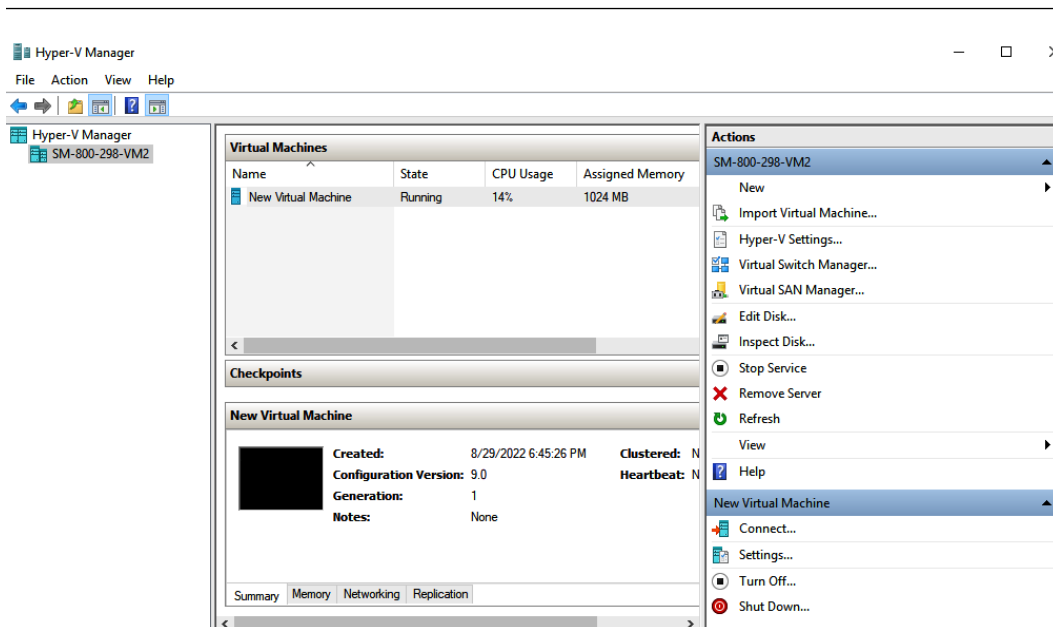 Hyper-V Manager
File Action View Help
Hyper-V Manager
SM-800-298-VM2
Virtual Machines
Name State CPU Usage Assigned Memory
New Virtual Machine Running 14% 1024 MB
Checkpoints
New Virtual Machine
Created: 8/29/2022 6:45:26 PM Clustered: N
Configuration Version: 9.0 Heartbeat: N
Generation: 1
Notes: None
Summary Memory Networking Replication
Actions
SM-800-298-VM2
New
Import Virtual Machine...
Hyper-V Settings...
Virtual Switch Manager...
Virtual SAN Manager...
Edit Disk...
Inspect Disk...
Stop Service
Remove Server
Refresh
View
Help
New Virtual Machine
Connect...
Settings...
Turn Off...
Shut Down...